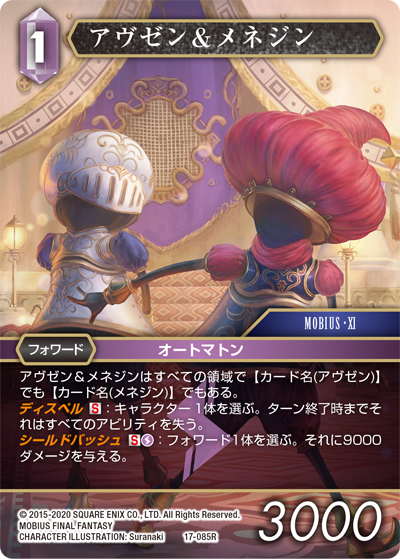 1
アヴゼン＆メネジン
MOBIUS・XI
フォワード
オートマトン
アヴゼン＆メネジンはすべての領域で【カード名(アヴゼン)】
でも【カード名(メネジン)】でもある。
ディスペル S：キャラクター1体を選ぶ。ターン終了時までそ
れはすべてのアビリティを失う。
シールドバッシュ S：フォワード1体を選ぶ。それに9000
ダメージを与える。
© 2015-2020 SQUARE ENIX CO., LTD. All Rights Reserved.
MOBIUS FINAL FANTASY
CHARACTER ILLUSTRATION: Suranaki
17-085R
3000